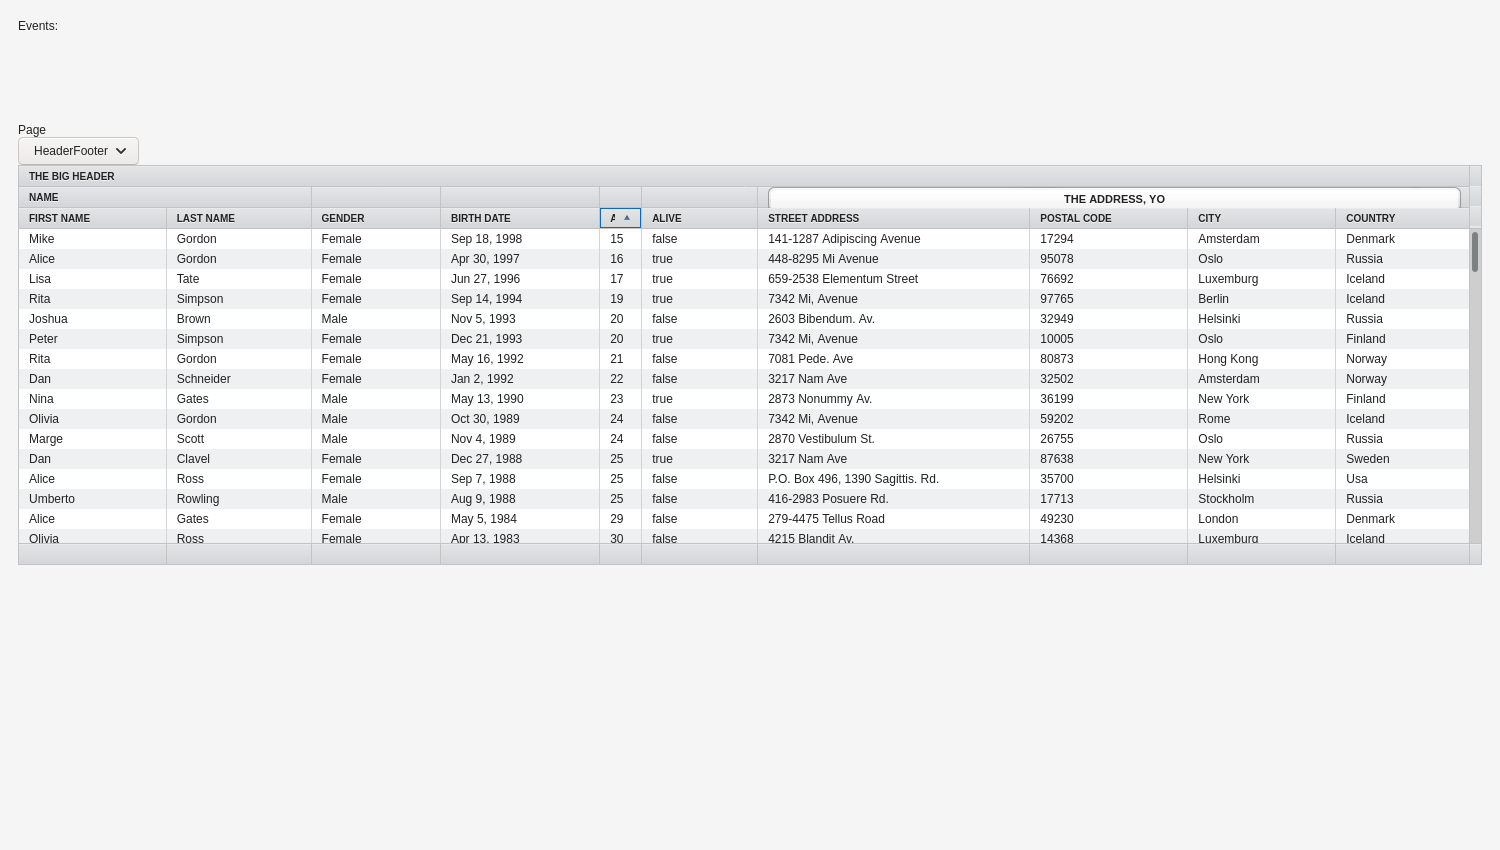 Events:
Page
HeaderFooter
THE BIG HEADER
NAME THE ADDRESS, YO
FIRST NAME LAST NAME GENDER BIRTH DATE ALIVE STREET ADDRESS POSTAL CODE CITY COUNTRY
Mike Gordon Female Sep 18, 1998 15 false 141-1287 Adipiscing Avenue 17294 Amsterdam Denmark
Alice Gordon Female Apr 30, 1997 16 true 448-8295 Mi Avenue 95078 Oslo Russia
Lisa Tate Female Jun 27, 1996 17 true 659-2538 Elementum Street 76692 Luxemburg Iceland
Rita Simpson Female Sep 14, 1994 19 true 7342 Mi, Avenue 97765 Berlin Iceland
Joshua Brown Male Nov 5, 1993 20 false 2603 Bibendum. Av. 32949 Helsinki Russia
Peter Simpson Female Dec 21, 1993 20 true 7342 Mi, Avenue 10005 Oslo Finland
Rita Gordon Female May 16, 1992 21 false 7081 Pede. Ave 80873 Hong Kong Norway
Dan Schneider Female Jan 2, 1992 22 false 3217 Nam Ave 32502 Amsterdam Norway
Nina Gates Male May 13, 1990 23 true 2873 Nonummy Av. 36199 New York Finland
Olivia Gordon Male Oct 30, 1989 24 false 7342 Mi, Avenue 59202 Rome Iceland
Marge Scott Male Nov 4, 1989 24 false 2870 Vestibulum St. 26755 Oslo Russia
Dan Clavel Female Dec 27, 1988 25 true 3217 Nam Ave 87638 New York Sweden
Alice Ross Female Sep 7, 1988 25 false P.O. Box 496, 1390 Sagittis. Rd. 35700 Helsinki Usa
Umberto Rowling Male Aug 9, 1988 25 false 416-2983 Posuere Rd. 17713 Stockholm Russia
Alice Gates Female May 5, 1984 29 false 279-4475 Tellus Road 49230 London Denmark
Olivia Ross Female Apr 13, 1983 30 false 4215 Blandit Av. 14368 Luxemburg Iceland